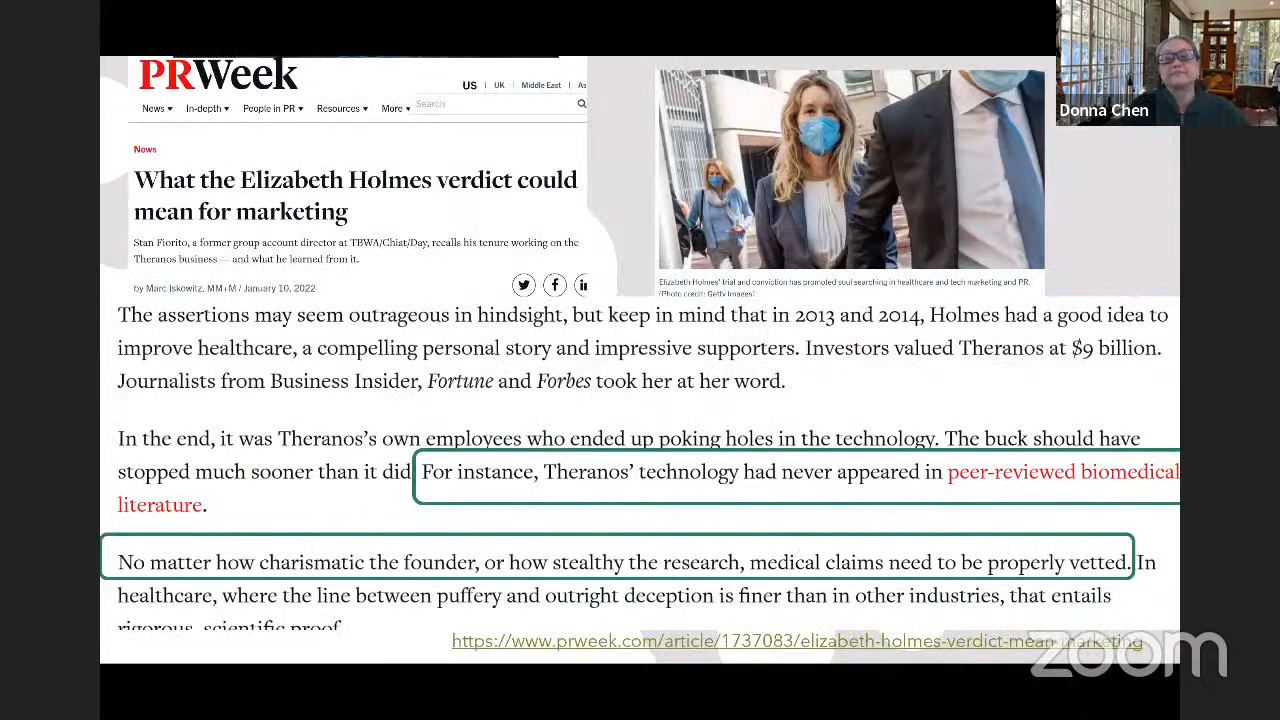 PRWeek
US | UK | Middle East | As
News In-depth People in PR Resources More Search
News
What the Elizabeth Holmes verdict could
mean for marketing
Stan Fiorito, a former group account director at TBWA/Chiat/Day, recalls his tenure working on the
Theranos business — and what he learned from it.
by Marc Iskowitz, MM+M / January 10, 2022
Elizabeth Holmes' trial and conviction has promoted soul searching in healthcare and tech marketing and PR.
(Photo credit: Getty Images)
Donna Chen
The assertions may seem outrageous in hindsight, but keep in mind that in 2013 and 2014, Holmes had a good idea to
improve healthcare, a compelling personal story and impressive supporters. Investors valued Theranos at $9 billion.
Journalists from Business Insider, Fortune and Forbes took her at her word.
In the end, it was Theranos's own employees who ended up poking holes in the technology. The buck should have
stopped much sooner than it did For instance, Theranos' technology had never appeared in peer-reviewed biomedical
literature.
No matter how charismatic the founder, or how stealthy the research, medical claims need to be properly vetted. In
healthcare, where the line between puffery and outright deception is finer than in other industries, that entails
rigorous, scientific proof
https://www.prweek.com/article/1737083/elizabeth-holmes-verdict-mean-marketing
zoom